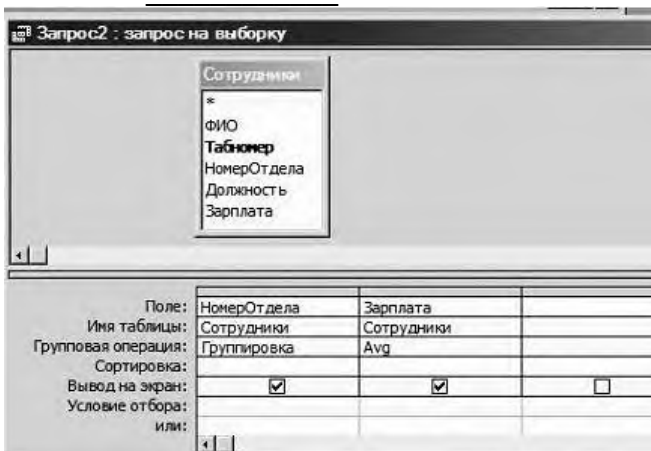 Запрос2 : запрос на выборку
Сотрудники
*
ФИО
Табномер
НомерОтдела
Должность
Зарплата
Поле: НомерОтдела Зарплата
Имя таблицы: Сотрудники Сотрудники
Групповая операция: Группировка Avg
Сортировка:
Вывод на экран:
Условие отбора:
или: